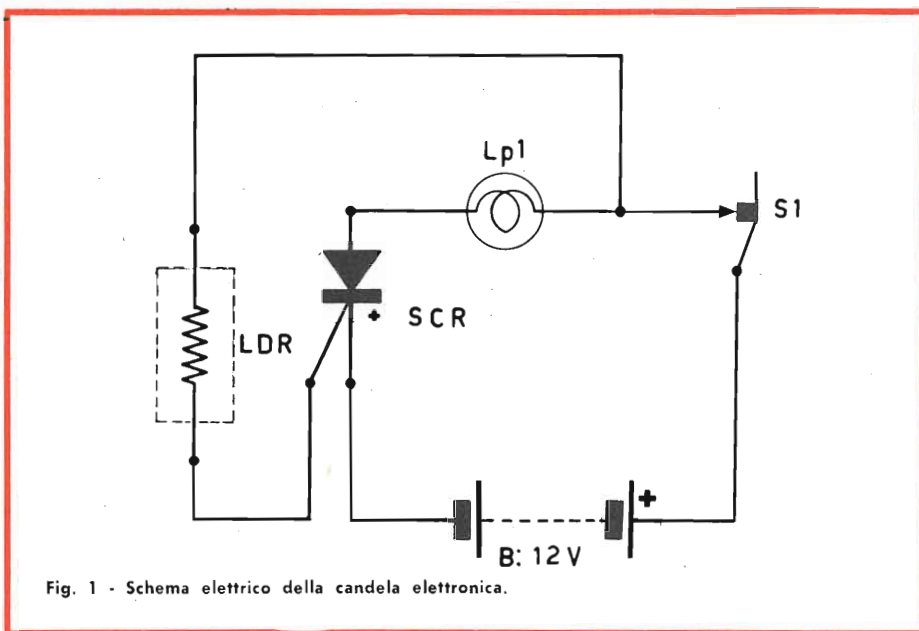 Lp1
S1
SCR
+
LDR
+
B: 12 V
Fig. 1 - Schema elettrico della candela elettronica.